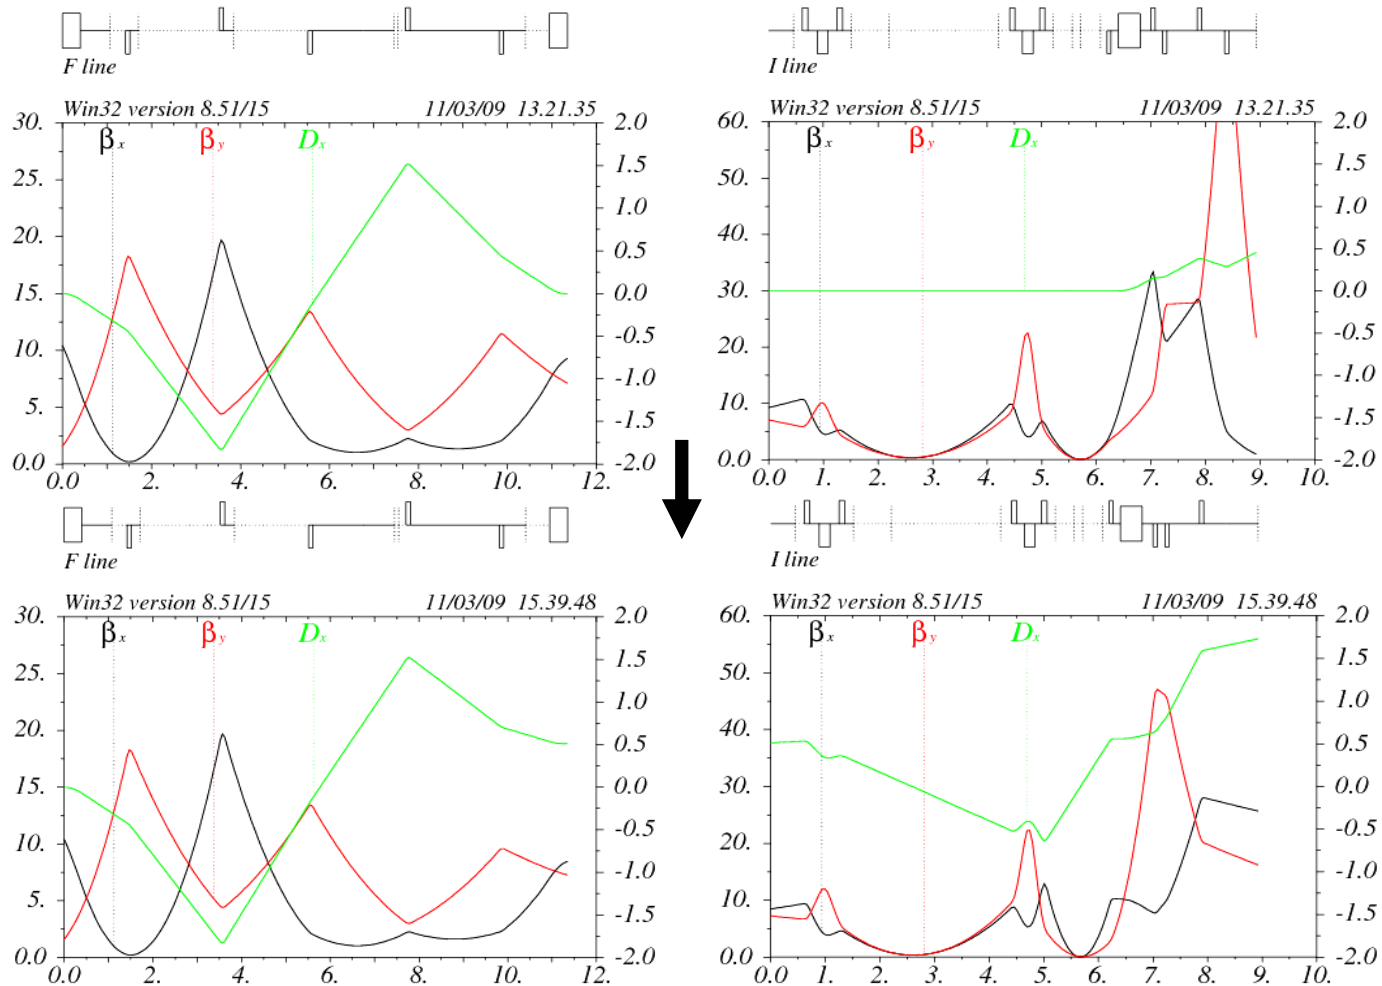 F line
Win32 version 8.51/15 11/03/09 13.21.35
30. 2.0
βx βy Dx
25. 1.5
20. 1.0
0.5
15. 0.0
10. -0.5
-1.0
5. -1.5
0.0 -2.0
0.0 2. 4. 6. 8. 10. 12.
I line
Win32 version 8.51/15 11/03/09 13.21.35
60. 2.0
βx βy Dx
50. 1.5
1.0
40. 0.5
30. 0.0
20. -0.5
-1.0
10. -1.5
0.0 -2.0
0.0 1. 2. 3. 4. 5. 6. 7. 8. 9. 10.
F line
Win32 version 8.51/15 11/03/09 15.39.48
30. 2.0
βx βy Dx
25. 1.5
20. 1.0
0.5
15. 0.0
10. -0.5
-1.0
5. -1.5
0.0 -2.0
0.0 2. 4. 6. 8. 10. 12.
I line
Win32 version 8.51/15 11/03/09 15.39.48
60. 2.0
βx βy Dx
50. 1.5
1.0
40. 0.5
30. 0.0
20. -0.5
-1.0
10. -1.5
0.0 -2.0
0.0 1. 2. 3. 4. 5. 6. 7. 8. 9. 10.